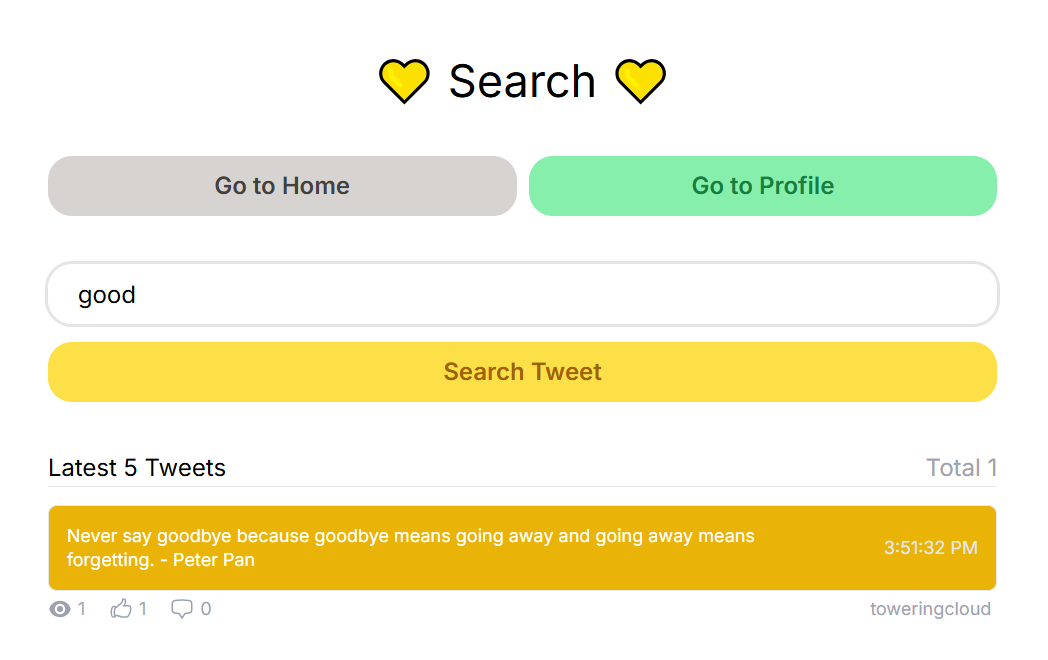 Search
Go to Home
Go to Profile
good
Search Tweet
Latest 5 Tweets
Total 1
Never say goodbye because goodbye means going away and going away means
forgetting. - Peter Pan
3:51:32 PM
1
1
0
toweringcloud